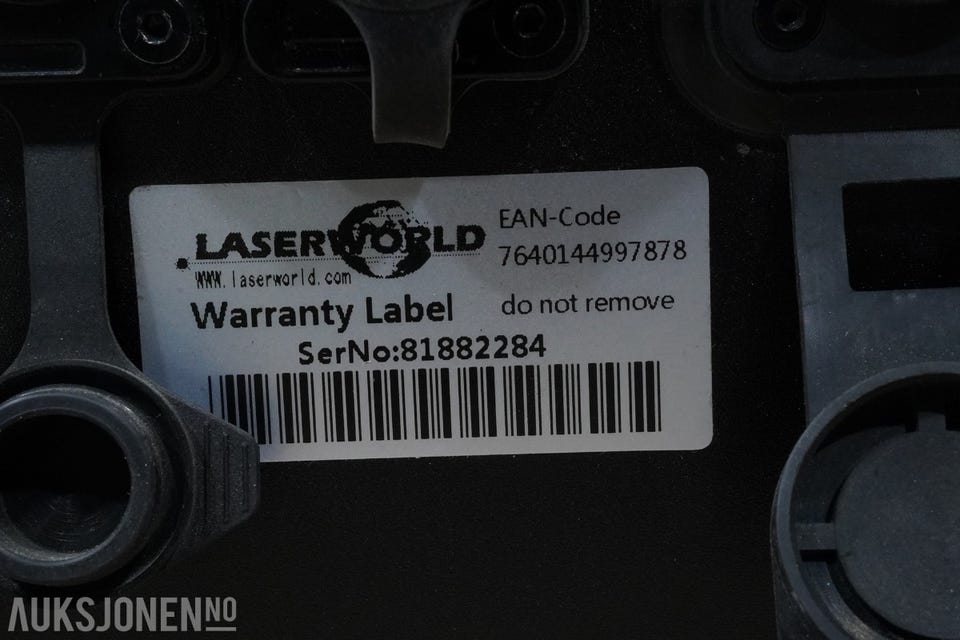 LASERWORLD
www.laserworld.com
Warranty Label
EAN-Code
7640144997878
do not remove
SerNo:81882284
AUKSJONEN.NO